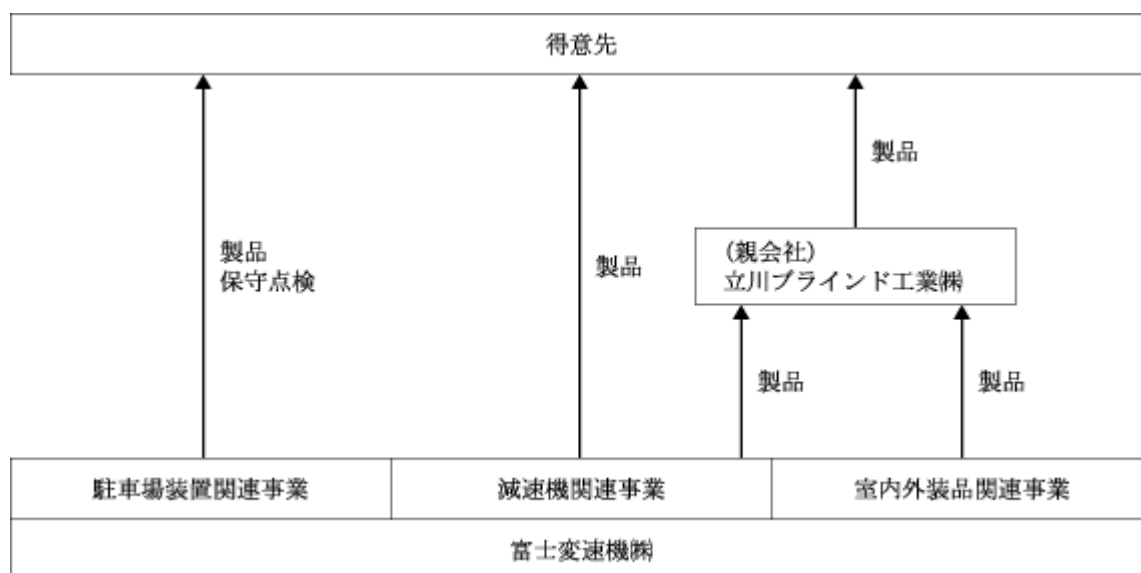 得意先
製品
製品
保守点検
製品
(親会社)
立川ブラインド工業㈱
製品
製品
駐車場装置関連事業
減速機関連事業
室内外装品関連事業
富士変速機㈱